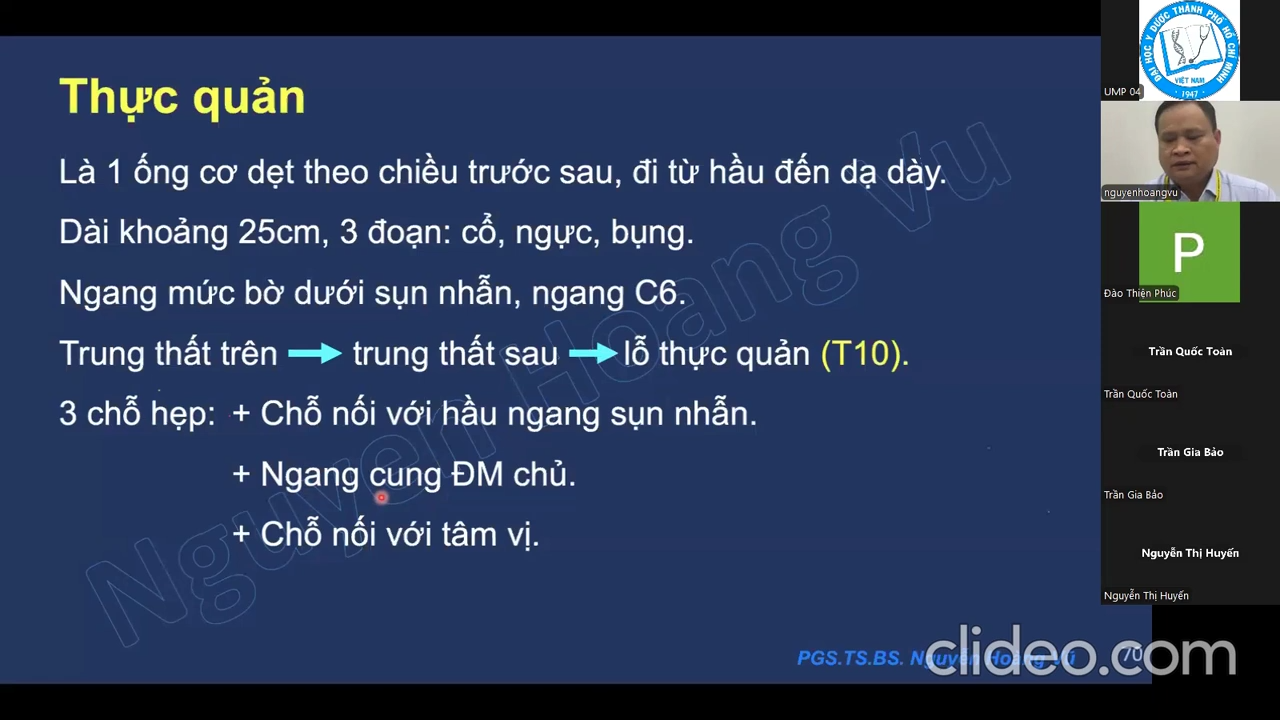 Thực quản
Là 1 ống cơ dẹt theo chiều trước sau, đi từ hầu đến dạ dày.
Dài khoảng 25cm, 3 đoạn: cổ, ngực, bụng.
Ngang mức bờ dưới sụn nhẫn, ngang C6.
Trung thất trên → trung thất sau → lỗ thực quản (T10).
3 chỗ hẹp: + Chỗ nối với hầu ngang sụn nhẫn.
+ Ngang cung ĐM chủ.
+ Chỗ nối với tâm vị.
Nguyen Hoang Vu
PGS.TS.BS. Nguyễn Hoàng Vũ
70
clideo.com
ĐẠI HỌC Y DƯỢC THÀNH PHỐ HỒ CHÍ MINH
VIỆT NAM
1947
UMP 04
nguyenhoangvu
P
Đào Thiện Phúc
Trần Quốc Toàn
Trần Quốc Toàn
Trần Gia Bảo
Trần Gia Bảo
Nguyễn Thị Huyến
Nguyễn Thị Huyến